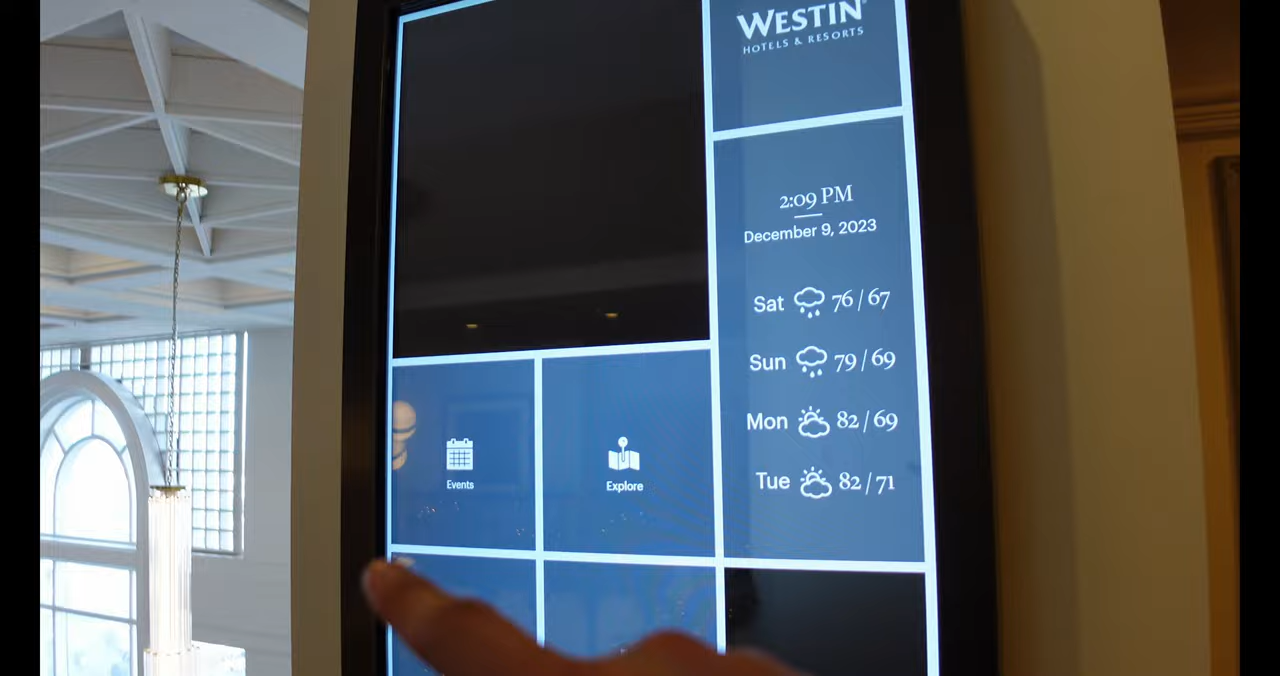 WESTIN
HOTELS & RESORTS
2:09 PM
December 9, 2023
Sat 76 / 67
Sun 79 / 69
Mon 82 / 69
Tue 82 / 71
Events
Explore